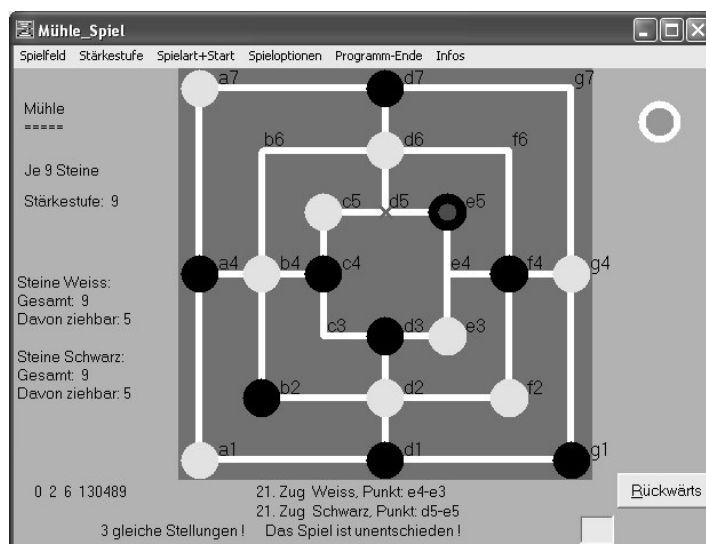 Mühle_Spiel
Spielfeld Stärkestufe Spielart+Start Spieloptionen Programm-Ende Infos
a7 d7 g7
Mühle
=====
b6 d6 f6
Je 9 Steine
Stärkestufe: 9
c5 d5 e5
a4 b4 c4 e4 f4 g4
Steine Weiss:
Gesamt: 9
Davon ziehbar: 5
c3 d3 e3
Steine Schwarz:
Gesamt: 9
Davon ziehbar: 5
b2 d2 f2
a1 d1 g1
0 2 6 130489
21. Zug Weiss, Punkt: e4-e3
Rückwärts
21. Zug Schwarz, Punkt: d5-e5
3 gleiche Stellungen ! Das Spiel ist unentschieden !